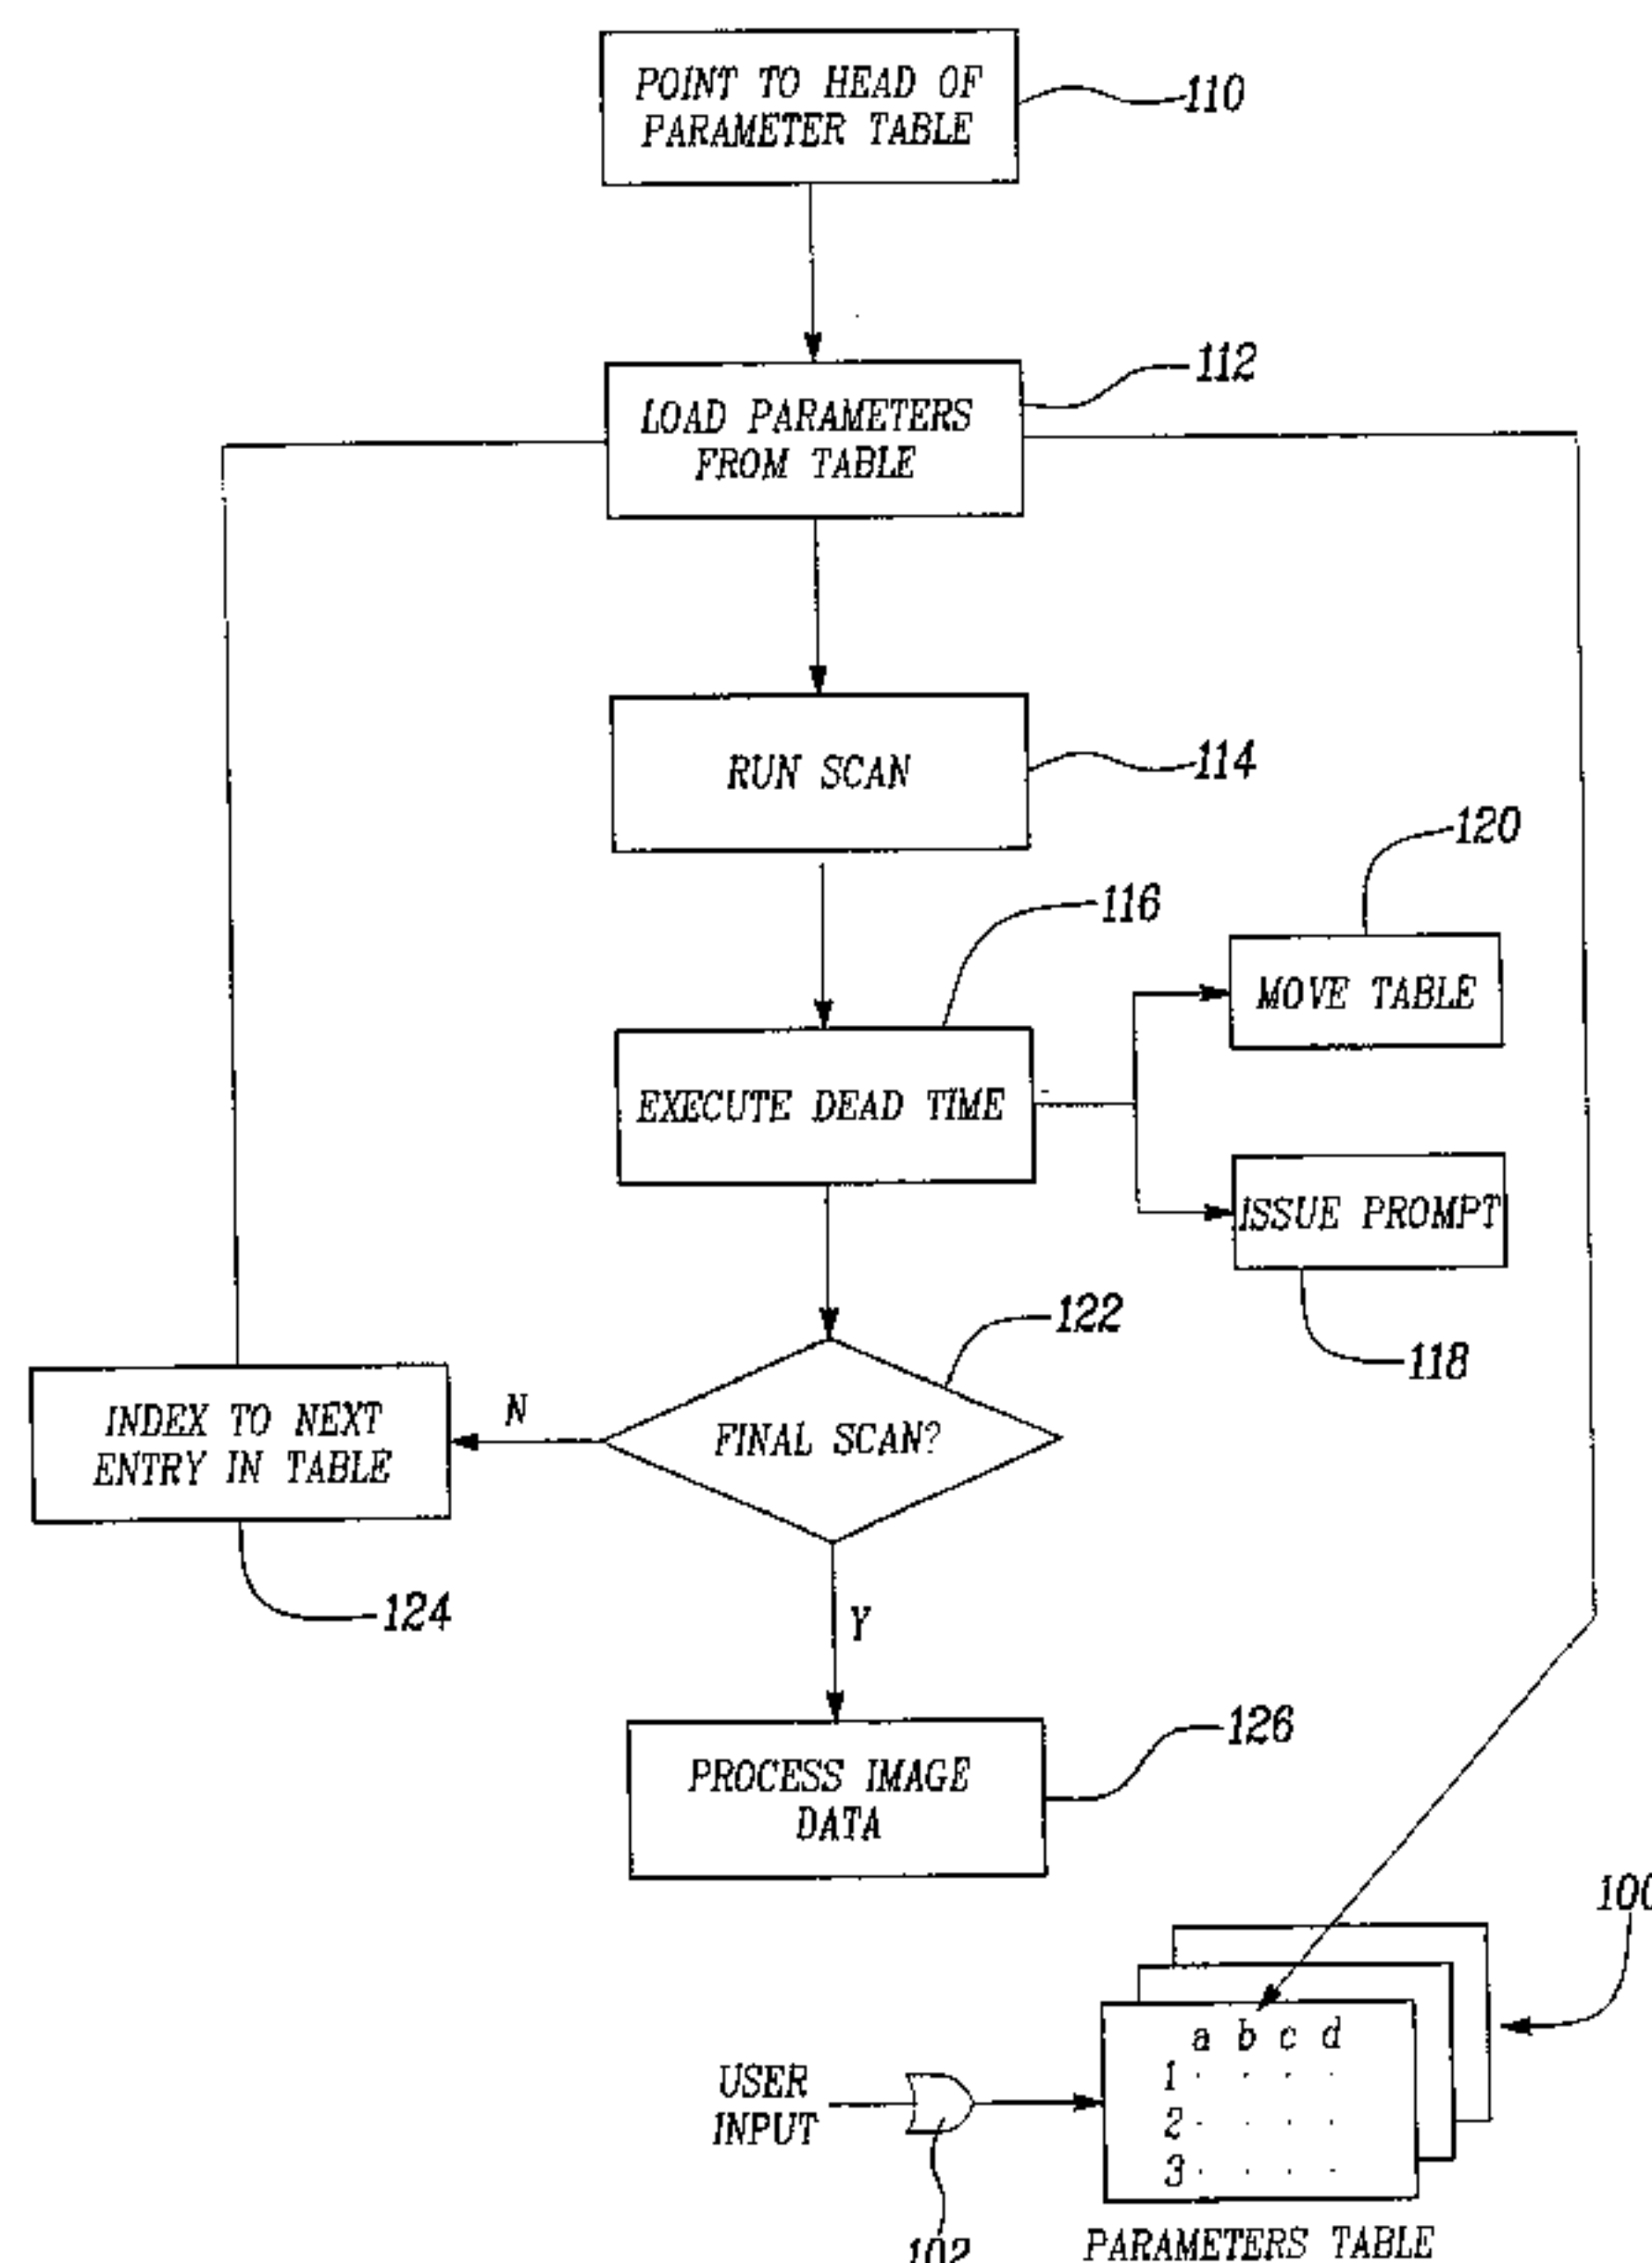 POINT TO HEAD OF
PARAMETER TABLE
110
112
LOAD PARAMETERS
FROM TABLE
RUN SCAN
114
120
116
MOVE TABLE
EXECUTE DEAD TIME
ISSUE PROMPT
118
122
FINAL SCAN?
N
INDEX TO NEXT
ENTRY IN TABLE
124
Y
126
PROCESS IMAGE
DATA
100
a b c d
1
2
3
USER
INPUT
102
PARAMETERS TABLE